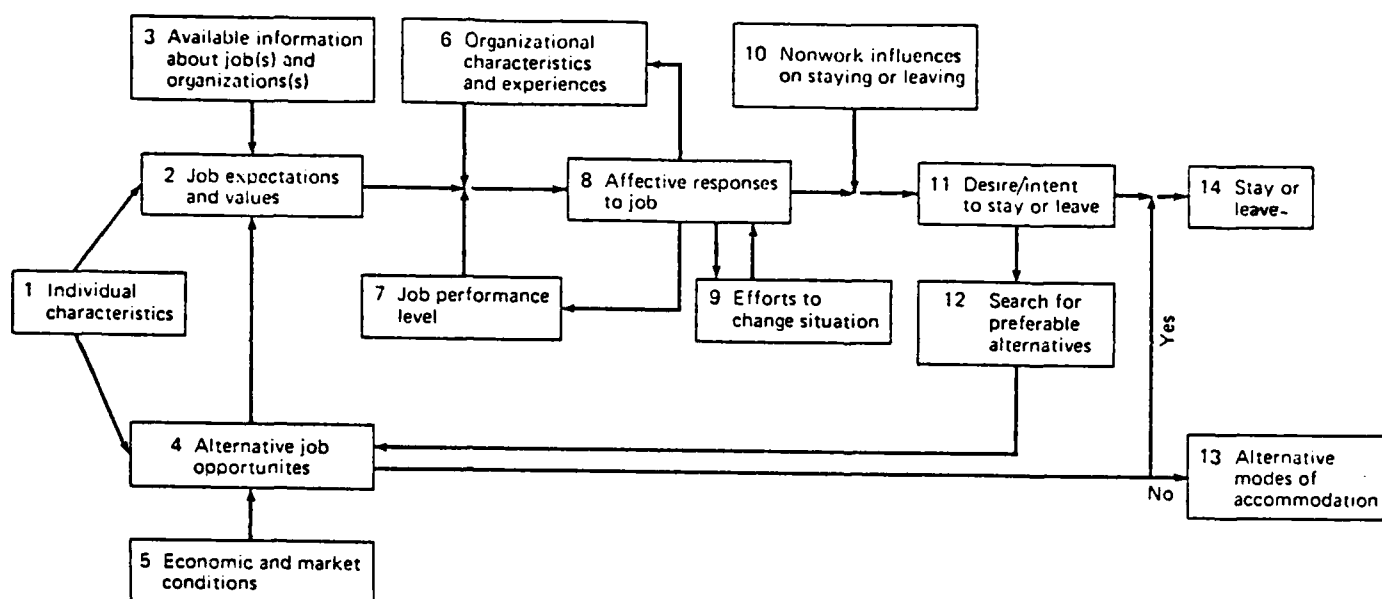 3 Available information
about job(s) and
organizations(s)
6 Organizational
characteristics
and experiences
10 Nonwork influences
on staying or leaving
2 Job expectations
and values
8 Affective responses
to job
11 Desire/intent
to stay or leave
14 Stay or
leave-
1 Individual
characteristics
7 Job performance
level
9 Efforts to
change situation
12 Search for
preferable
alternatives
Yes
4 Alternative job
opportunites
13 Alternative
modes of
accommodation
No
5 Economic and market
conditions